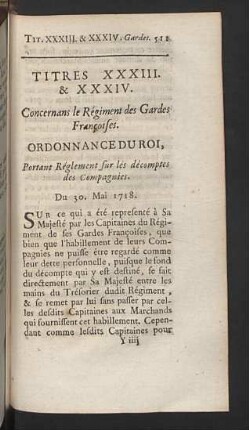 TIT. XXXIIJ. & XXXIV. Gardes. 512.
TITRES XXXIII.
& XXXIV.
Concernans le Régiment des Gardes
Françoises.
ORDONNANCE DU ROI,
Portant Réglement sur les décomptes
des Compagnies.
Du 30. Mai 1718.
SUR ce qui a été representé à Sa
Majesté par les Capitaines du Régi-
ment de ses Gardes Françoises, que
bien que l'habillement de leurs Com-
pagnies ne puisse être regardé comme
leur dette personnelle, puisque le fond
du décompte qui y est destiné, se fait
directement par Sa Majesté entre les
mains du Trésorier dudit Régiment,
& se remet par lui sans passer par cel-
les desdits Capitaines aux Marchands
qui fournissent cet habillement. Cepen-
dant comme lesdits Capitaines pour
Y iiij